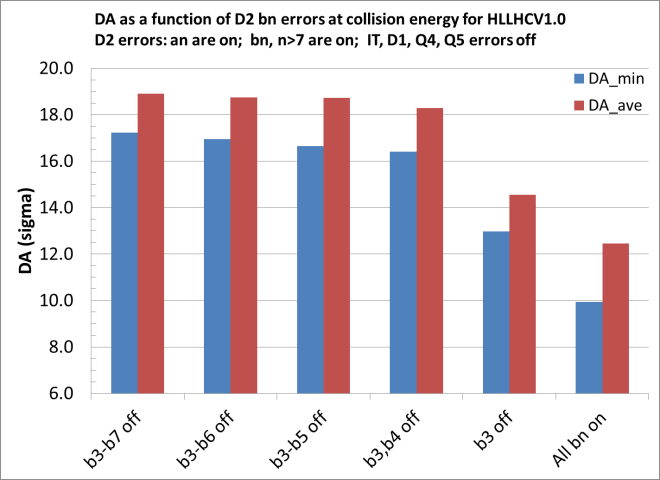 DA as a function of D2 bn errors at collision energy for HLLHCV1.0
D2 errors: an are on;  bn, n>7 are on;  IT, D1, Q4, Q5 errors off
20.0
18.0
16.0
14.0
12.0
10.0
8.0
6.0
DA (sigma)
DA_min
DA_ave
b3-b7 off
b3-b6 off
b3-b5 off
b3,b4 off
b3 off
All bn on